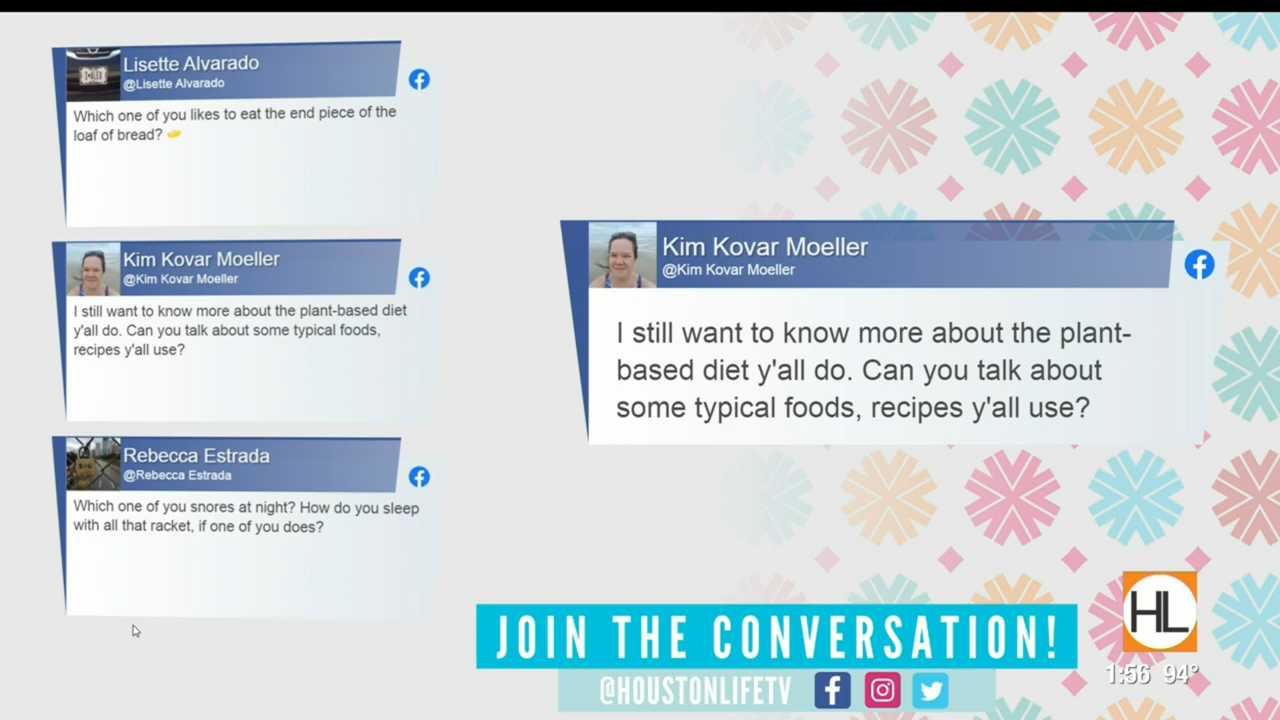 Lisette Alvarado
@Lisette Alvarado
Which one of you likes to eat the end piece of the
loaf of bread?
Kim Kovar Moeller
@Kim Kovar Moeller
I still want to know more about the plant-based diet
y'all do. Can you talk about some typical foods,
recipes y'all use?
Rebecca Estrada
@Rebecca Estrada
Which one of you snores at night? How do you sleep
with all that racket, if one of you does?
Kim Kovar Moeller
@Kim Kovar Moeller
I still want to know more about the plant-
based diet y'all do. Can you talk about
some typical foods, recipes y'all use?
JOIN THE CONVERSATION!
@HOUSTONLIFETV
HL
1:56 94°